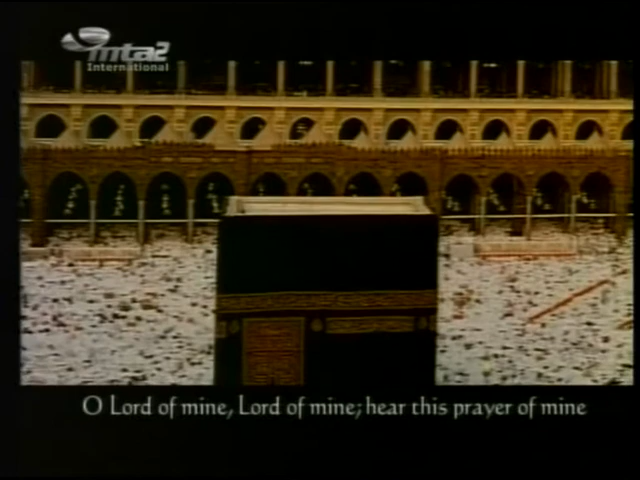 mta2
International
O Lord of mine, Lord of mine; hear this prayer of mine